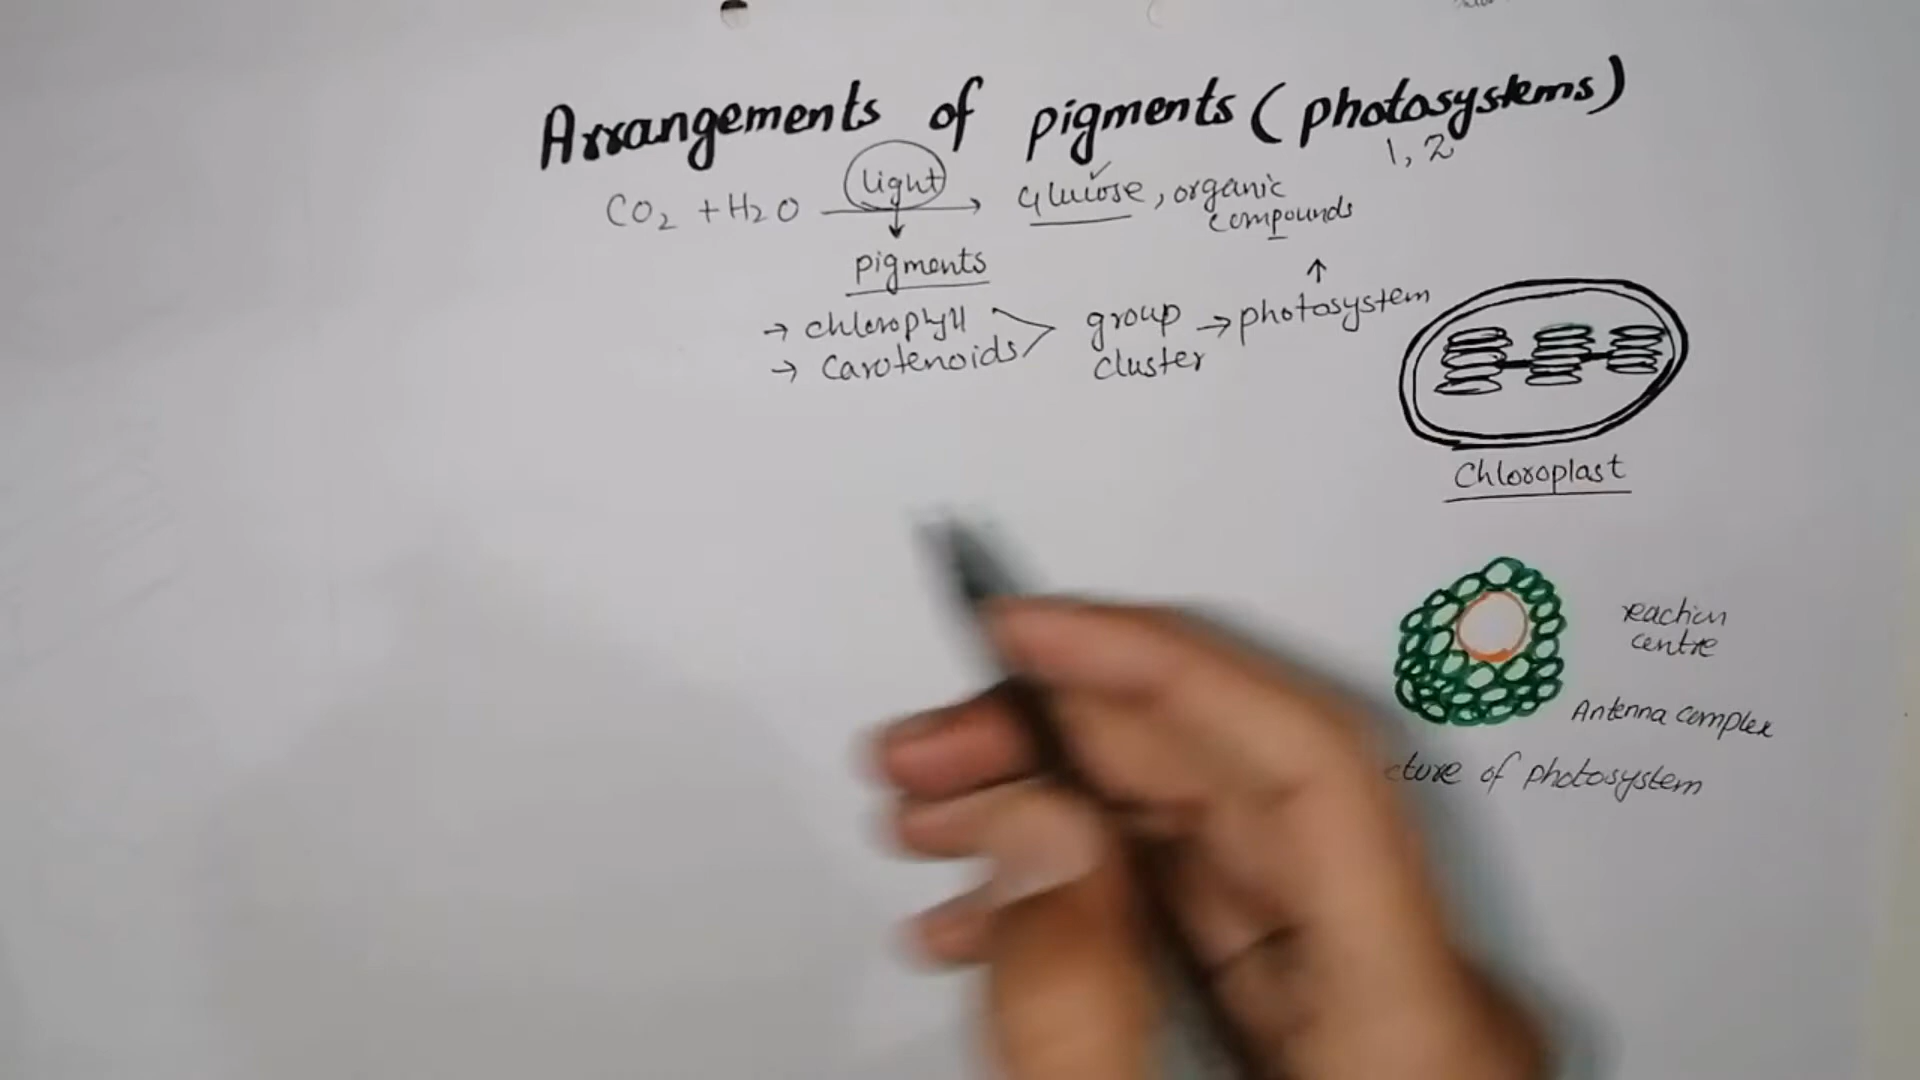 Arrangements of pigments (photosystems)
1, 2
CO2 + H2O light → Glucose, organic
compounds
pigments
→ chlorophyll
→ carotenoids
group → photosystem
cluster
Chloroplast
reaction
centre
Antenna complex
of photosystem